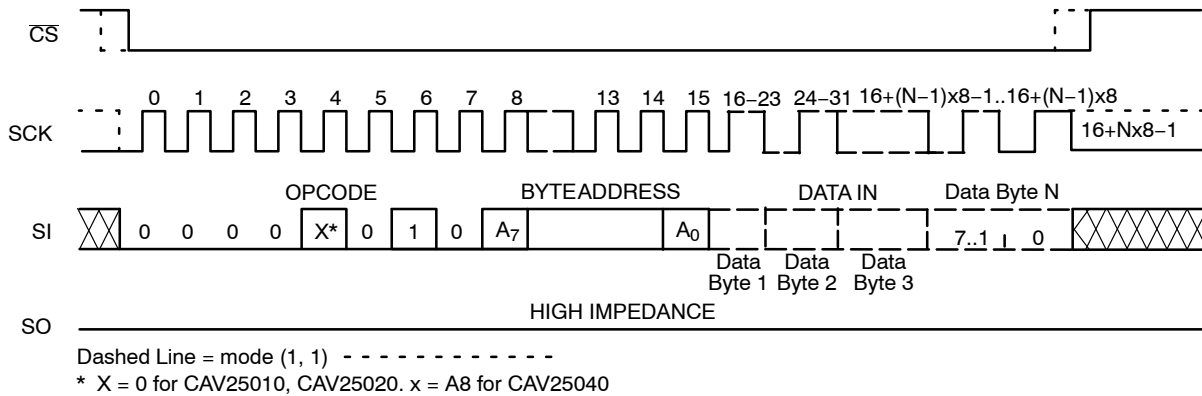 CS
0 1 2 3 4 5 6 7 8 13 14 15 16–23 24–31 16+(N–1)x8–1..16+(N–1)x8
SCK
16+Nx8–1
OPCODE BYTEADDRESS DATA IN Data Byte N
SI 0 0 0 0 X* 0 1 0 A7 A0 7..1 0
Data Byte 1 Data Byte 2 Data Byte 3
HIGH IMPEDANCE
SO
Dashed Line = mode (1, 1)
* X = 0 for CAV25010, CAV25020. x = A8 for CAV25040